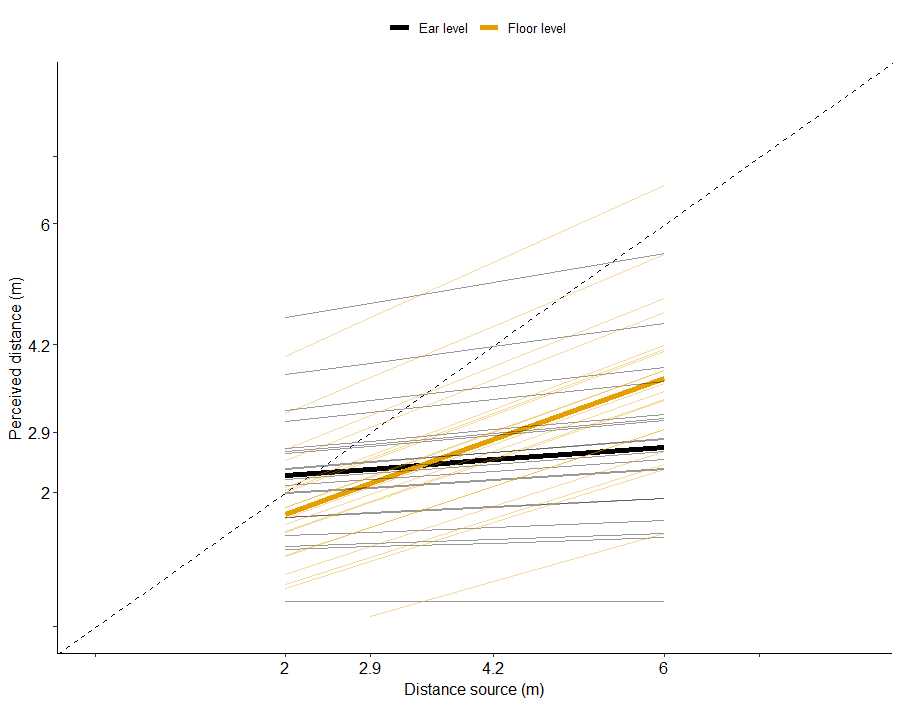 Ear level Floor level
Perceived distance (m)
6
4.2
2.9
2
2 2.9 4.2 6
Distance source (m)